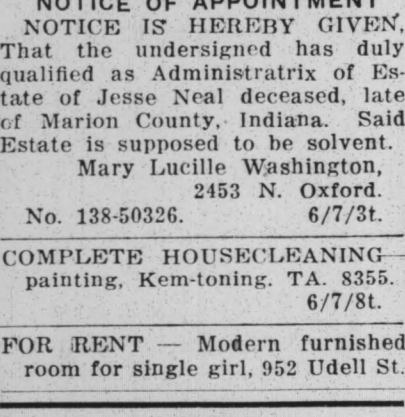 NOTICE OF APPOINTMENT
NOTICE IS HEREBY GIVEN,
That the undersigned has duly
qualified as Administratrix of Es-
tate of Jesse Neal deceased, late
of Marion County, Indiana. Said
Estate is supposed to be solvent.
Mary Lucille Washington,
2453 N. Oxford.
No. 138-50326. 6/7/3t.
COMPLETE HOUSECLEANING
painting, Kem-toning. TA. 8355.
6/7/8t.
FOR RENT — Modern furnished
room for single girl, 952 Udell St.